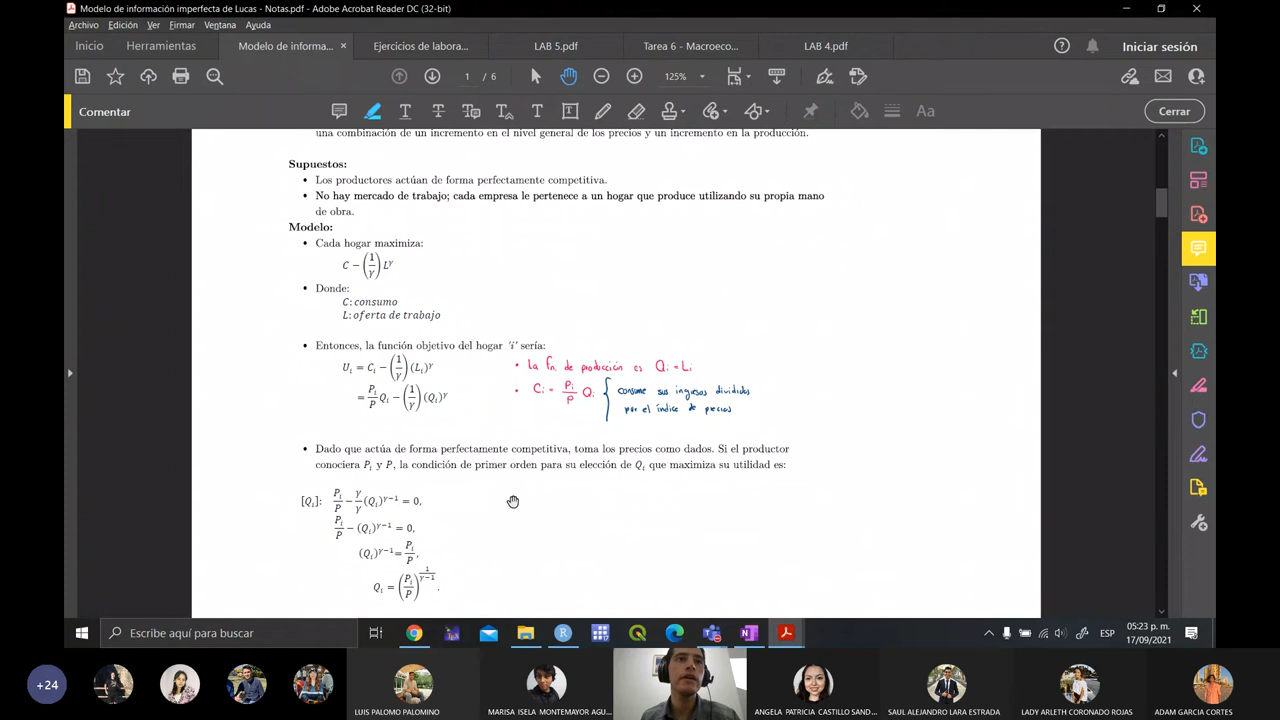 Modelo de información imperfecta de Lucas - Notas.pdf - Adobe Acrobat Reader DC (32-bit)
Archivo Edición Ver Firmar Ventana Ayuda
Inicio Herramientas Modelo de informa... × Ejercicios de labora... LAB 5.pdf Tarea 6 - Macroeco... LAB 4.pdf Iniciar sesión
1 / 6 125%
Comentar Aa Cerrar
una combinación de un incremento en el nivel general de los precios y un incremento en la producción.
Supuestos:
• Los productores actúan de forma perfectamente competitiva.
• No hay mercado de trabajo; cada empresa le pertenece a un hogar que produce utilizando su propia mano
de obra.
Modelo:
• Cada hogar maximiza:
C − (1/γ) L^γ
• Donde:
C: consumo
L: oferta de trabajo
• Entonces, la función objetivo del hogar 'i' sería:
U_i = C_i − (1/γ) (L_i)^γ
= P_i/P Q_i − (1/γ) (Q_i)^γ
• la fn. de producción es Q_i = L_i
• C_i = P_i/P Q_i { consume sus ingresos divididos
por el índice de precios
• Dado que actúa de forma perfectamente competitiva, toma los precios como dados. Si el productor
conociera P_i y P, la condición de primer orden para su elección de Q_i que maximiza su utilidad es:
[Q_i]: P_i/P − γ/γ (Q_i)^(γ−1) = 0,
P_i/P − (Q_i)^(γ−1) = 0,
(Q_i)^(γ−1) = P_i/P,
Q_i = (P_i/P)^(1/(γ−1)).
Escribe aquí para buscar
ESP
05:23 p. m.
17/09/2021
+24
LUIS PALOMO PALOMINO
MARISA ISELA MONTEMAYOR AGU...
ANGELA PATRICIA CASTILLO SAND...
SAUL ALEJANDRO LARA ESTRADA
LADY ARLETH CORONADO ROJAS
ADAM GARCIA CORTES